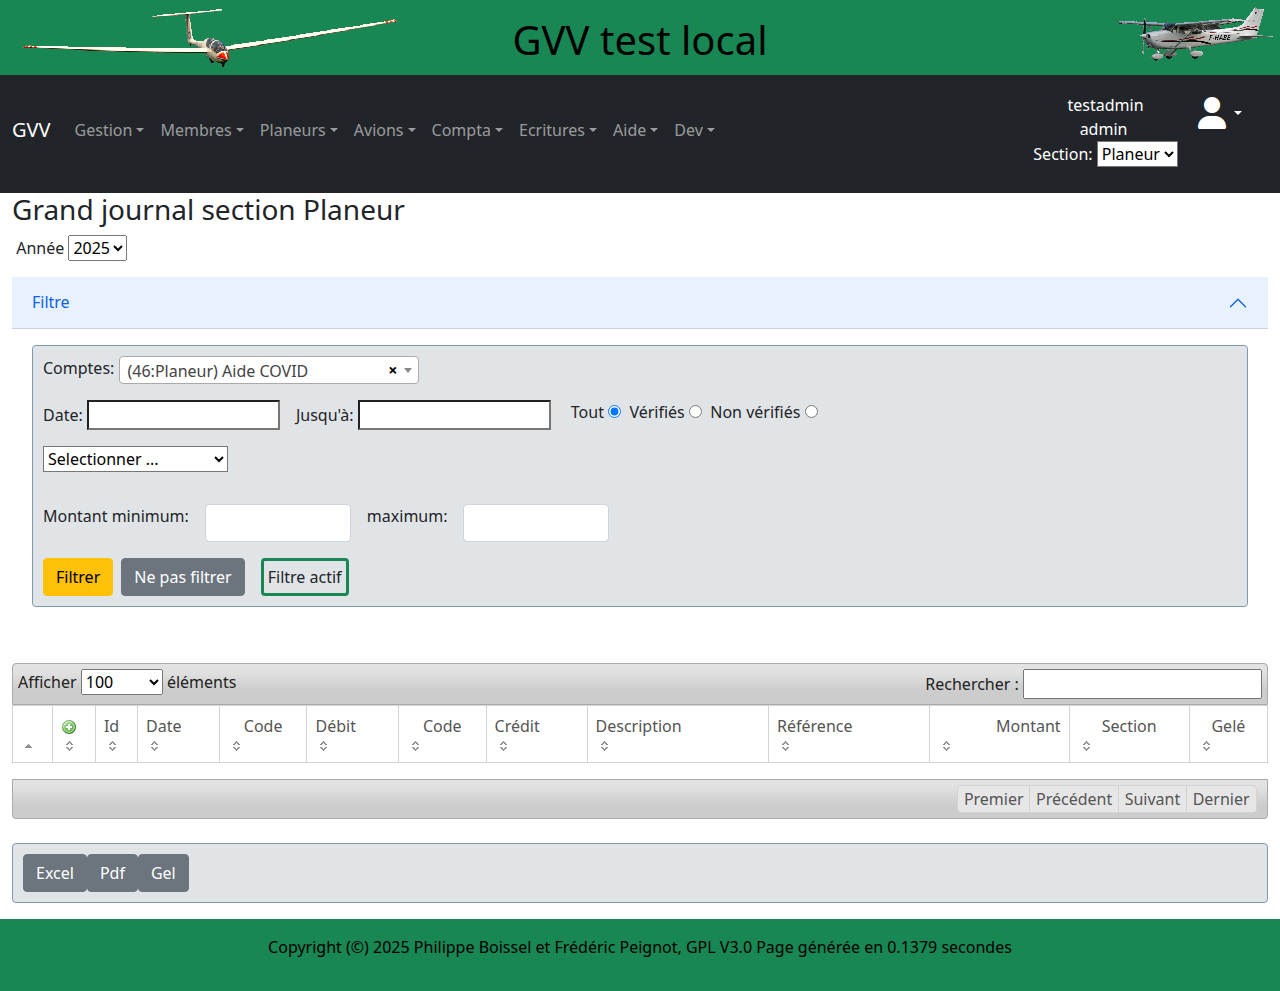 GVV test local
F-HABE
GVV Gestion Membres Planeurs Avions Compta Ecritures Aide Dev
testadmin
admin
Section: Planeur
Grand journal section Planeur
Année 2025
Filtre
Comptes: (46:Planeur) Aide COVID ×
Date: Jusqu'à: Tout Vérifiés Non vérifiés
Selectionner ...
Montant minimum: maximum:
Filtrer Ne pas filtrer Filtre actif
Afficher 100 éléments Rechercher :
Id Date Code Débit Code Crédit Description Référence Montant Section Gelé
Premier Précédent Suivant Dernier
Excel Pdf Gel
Copyright (©) 2025 Philippe Boissel et Frédéric Peignot, GPL V3.0 Page générée en 0.1379 secondes